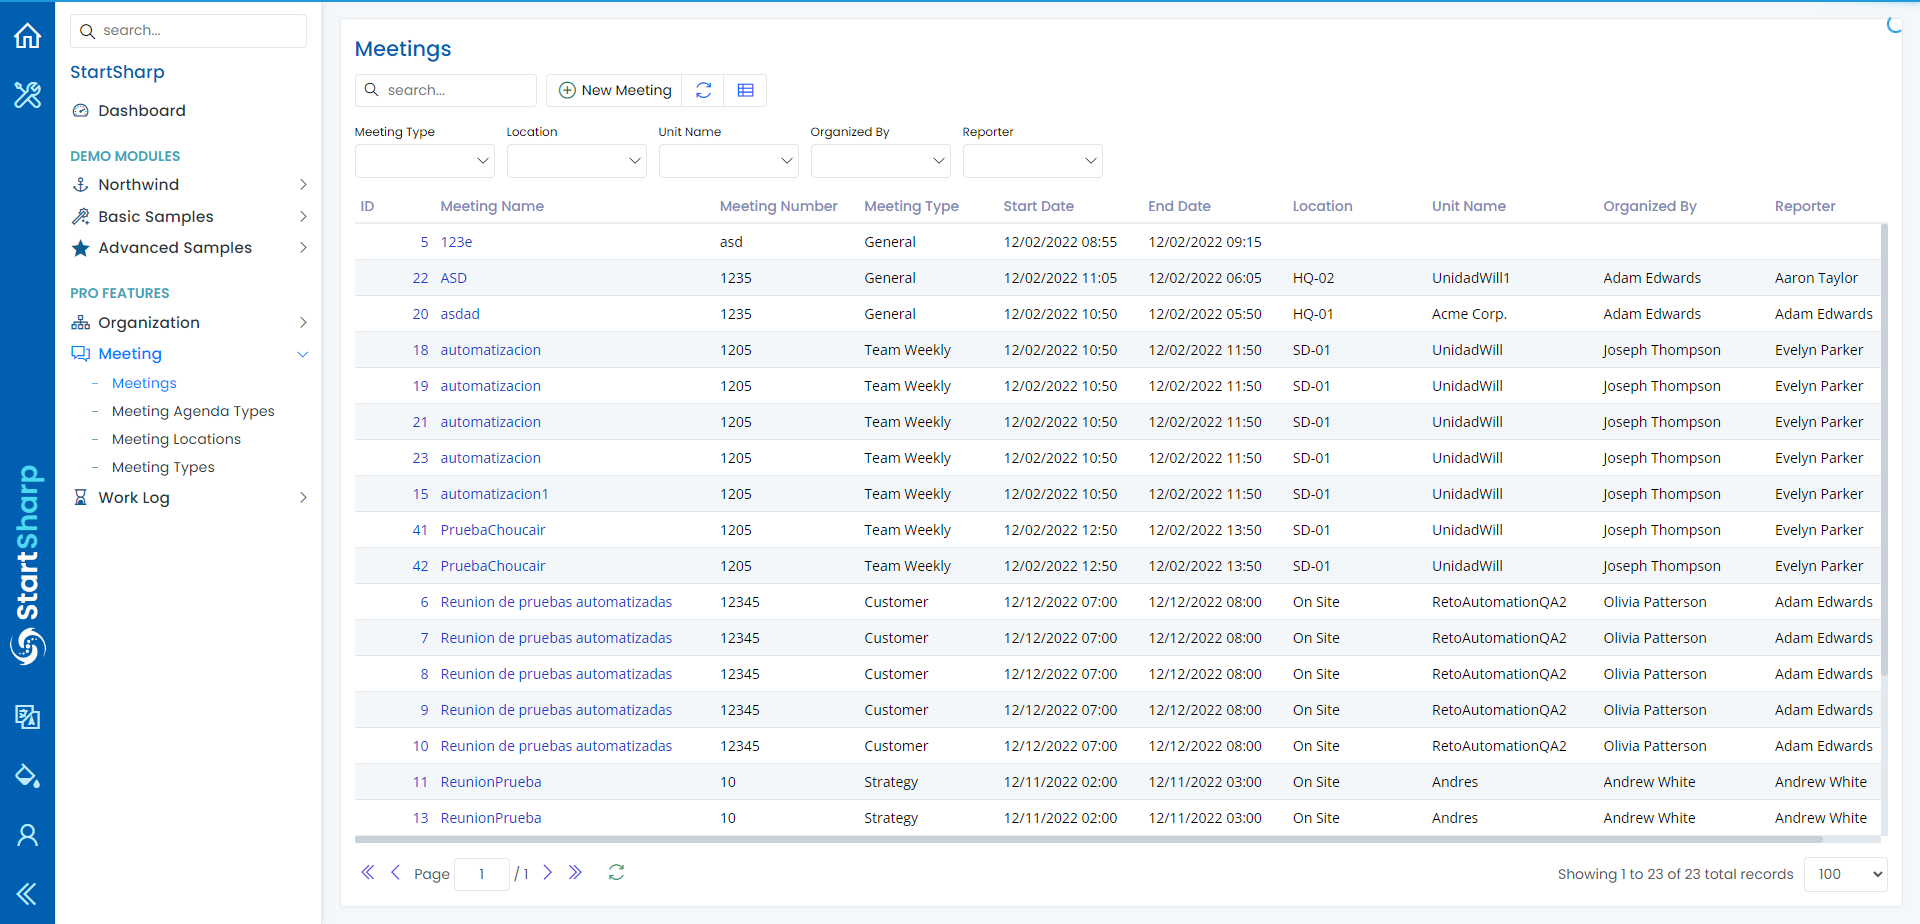 search...
StartSharp
Dashboard
DEMO MODULES
Northwind
Basic Samples
Advanced Samples
PRO FEATURES
Organization
Meeting
Meetings
Meeting Agenda Types
Meeting Locations
Meeting Types
Work Log
StartSharp
Meetings
search...
New Meeting
Meeting Type Location Unit Name Organized By Reporter
ID Meeting Name Meeting Number Meeting Type Start Date End Date Location Unit Name Organized By Reporter
5 123e asd General 12/02/2022 08:55 12/02/2022 09:15
22 ASD 1235 General 12/02/2022 11:05 12/02/2022 06:05 HQ-02 UnidadWill1 Adam Edwards Aaron Taylor
20 asdad 1235 General 12/02/2022 10:50 12/02/2022 05:50 HQ-01 Acme Corp. Adam Edwards Adam Edwards
18 automatizacion 1205 Team Weekly 12/02/2022 10:50 12/02/2022 11:50 SD-01 UnidadWill Joseph Thompson Evelyn Parker
19 automatizacion 1205 Team Weekly 12/02/2022 10:50 12/02/2022 11:50 SD-01 UnidadWill Joseph Thompson Evelyn Parker
21 automatizacion 1205 Team Weekly 12/02/2022 10:50 12/02/2022 11:50 SD-01 UnidadWill Joseph Thompson Evelyn Parker
23 automatizacion 1205 Team Weekly 12/02/2022 10:50 12/02/2022 11:50 SD-01 UnidadWill Joseph Thompson Evelyn Parker
15 automatizacion1 1205 Team Weekly 12/02/2022 10:50 12/02/2022 11:50 SD-01 UnidadWill Joseph Thompson Evelyn Parker
41 PruebaChoucair 1205 Team Weekly 12/02/2022 12:50 12/02/2022 13:50 SD-01 UnidadWill Joseph Thompson Evelyn Parker
42 PruebaChoucair 1205 Team Weekly 12/02/2022 12:50 12/02/2022 13:50 SD-01 UnidadWill Joseph Thompson Evelyn Parker
6 Reunion de pruebas automatizadas 12345 Customer 12/12/2022 07:00 12/12/2022 08:00 On Site RetoAutomationQA2 Olivia Patterson Adam Edwards
7 Reunion de pruebas automatizadas 12345 Customer 12/12/2022 07:00 12/12/2022 08:00 On Site RetoAutomationQA2 Olivia Patterson Adam Edwards
8 Reunion de pruebas automatizadas 12345 Customer 12/12/2022 07:00 12/12/2022 08:00 On Site RetoAutomationQA2 Olivia Patterson Adam Edwards
9 Reunion de pruebas automatizadas 12345 Customer 12/12/2022 07:00 12/12/2022 08:00 On Site RetoAutomationQA2 Olivia Patterson Adam Edwards
10 Reunion de pruebas automatizadas 12345 Customer 12/12/2022 07:00 12/12/2022 08:00 On Site RetoAutomationQA2 Olivia Patterson Adam Edwards
11 ReunionPrueba 10 Strategy 12/11/2022 02:00 12/11/2022 03:00 On Site Andres Andrew White Andrew White
13 ReunionPrueba 10 Strategy 12/11/2022 02:00 12/11/2022 03:00 On Site Andres Andrew White Andrew White
Page 1 / 1
Showing 1 to 23 of 23 total records 100